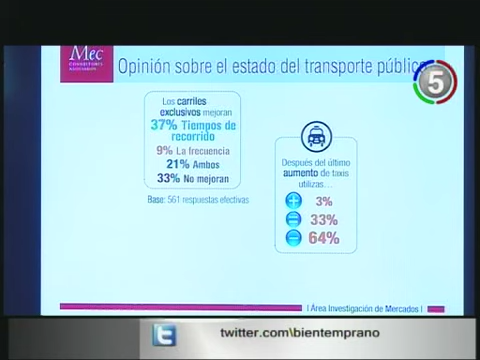 Mec
CONSULTORES
Opinión sobre el estado del transporte público
5
Los carriles
exclusivos mejoran
37% Tiempos de
recorrido
9% La frecuencia
21% Ambos
33% No mejoran
Base: 561 respuestas efectivas
Después del último
aumento de taxis
utilizas...
+ 3%
= 33%
- 64%
| Área Investigación de Mercados |
twitter.com\bientemprano